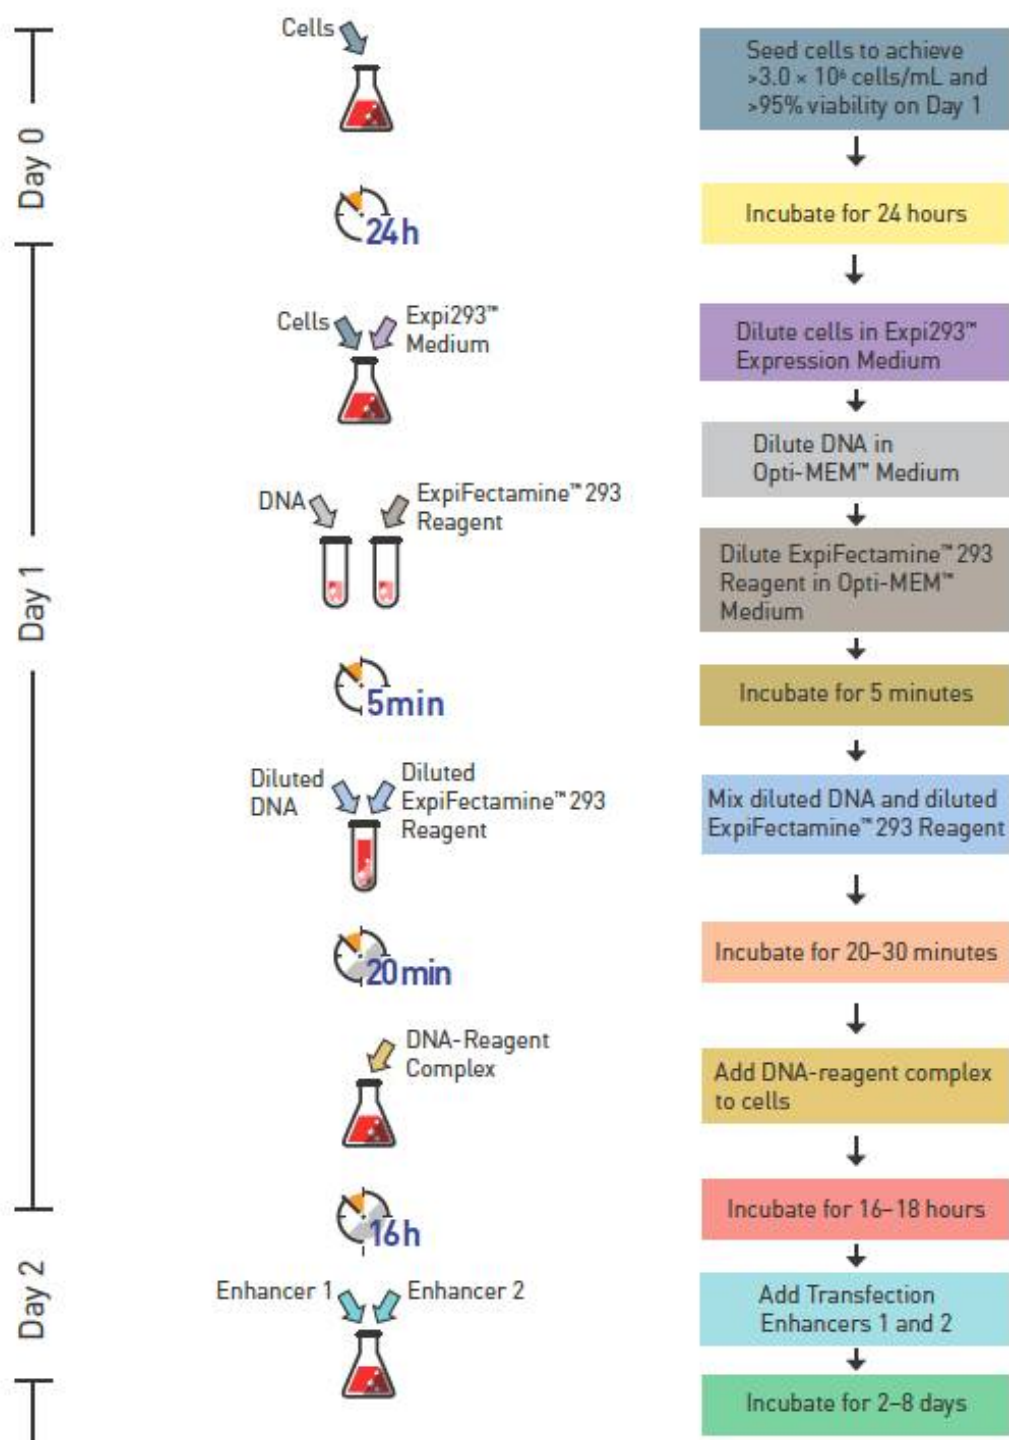 Day 0
Cells
Seed cells to achieve
>3.0 × 10⁶ cells/mL and
>95% viability on Day 1
24h
Incubate for 24 hours
Day 1
Cells
Expi293™
Medium
Dilute cells in Expi293™
Expression Medium
Dilute DNA in
Opti-MEM™ Medium
DNA
ExpiFectamine™ 293
Reagent
Dilute ExpiFectamine™ 293
Reagent in Opti-MEM™
Medium
5min
Incubate for 5 minutes
Diluted
DNA
Diluted
ExpiFectamine™ 293
Reagent
Mix diluted DNA and diluted
ExpiFectamine™ 293 Reagent
20min
Incubate for 20–30 minutes
DNA-Reagent
Complex
Add DNA-reagent complex
to cells
16h
Incubate for 16–18 hours
Day 2
Enhancer 1
Enhancer 2
Add Transfection
Enhancers 1 and 2
Incubate for 2–8 days